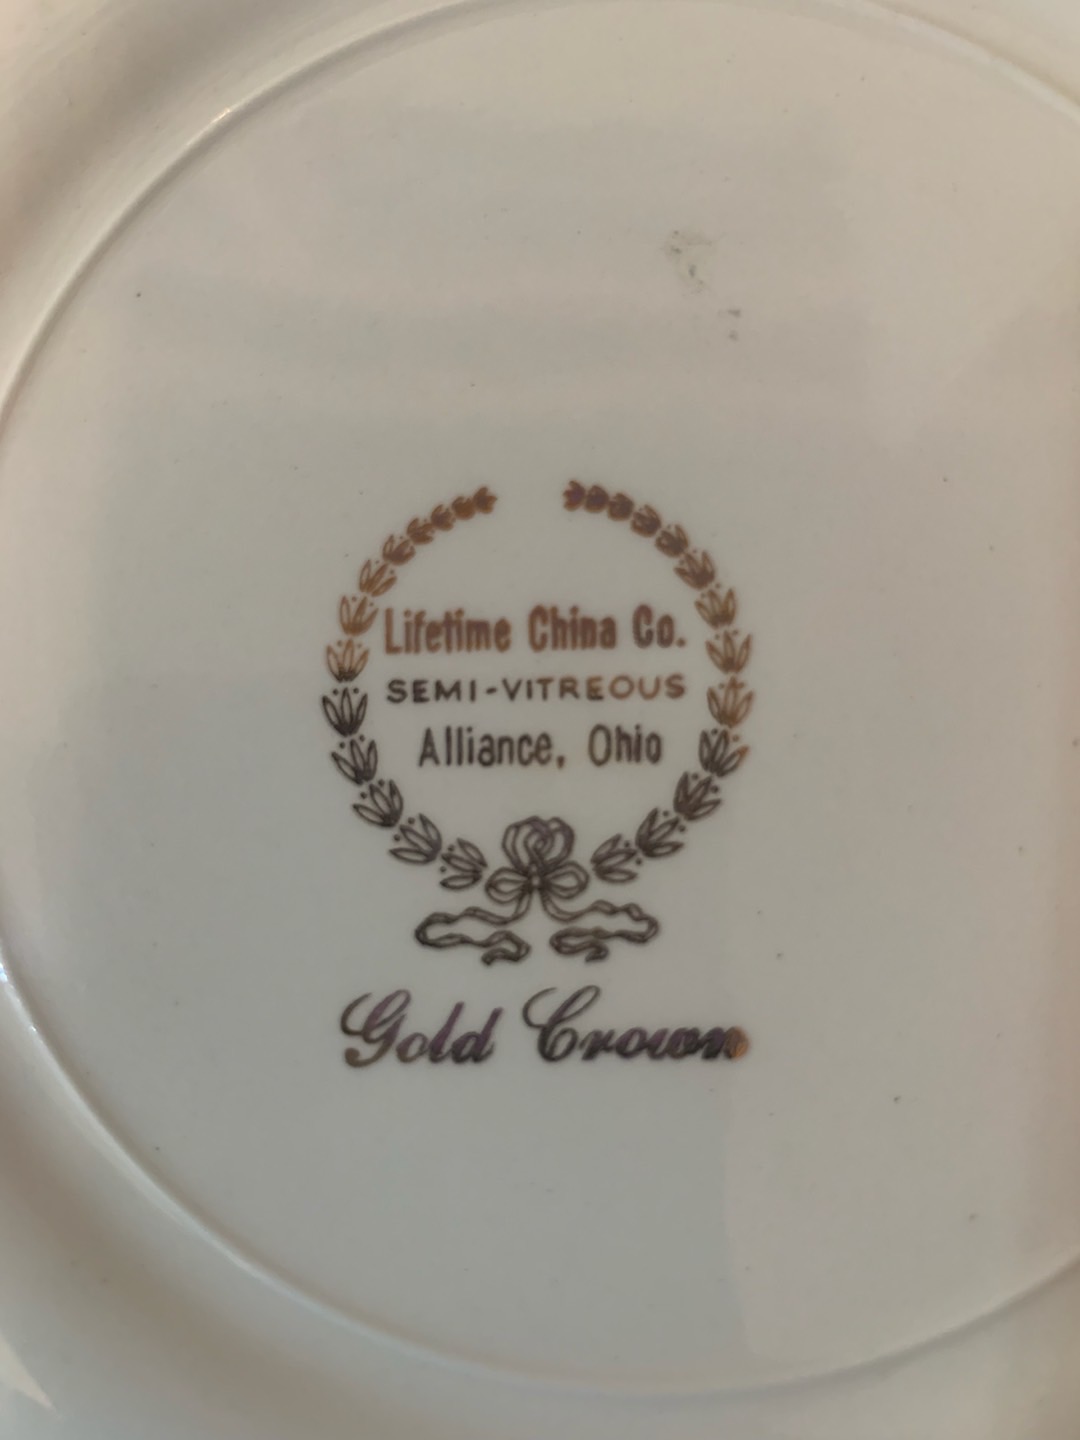 Lifetime China Co.
SEMI-VITREOUS
Alliance, Ohio
Gold Crown